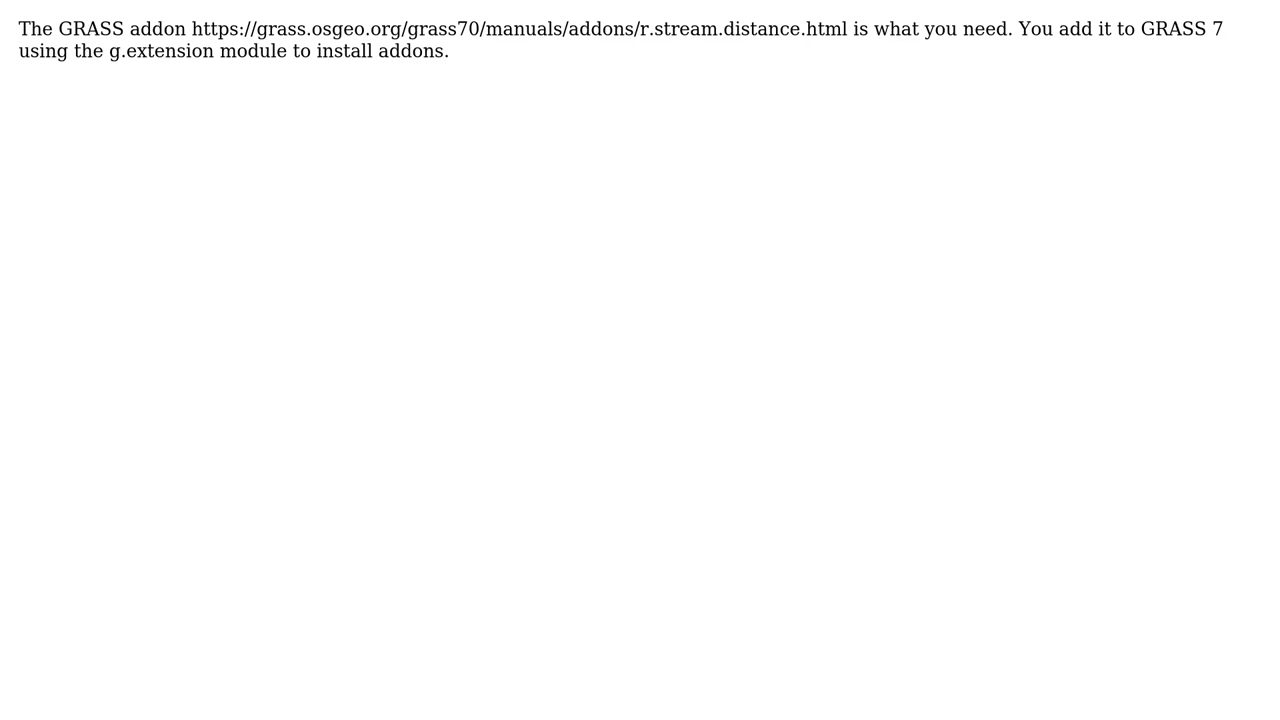 The GRASS addon https://grass.osgeo.org/grass70/manuals/addons/r.stream.distance.html is what you need. You add it to GRASS 7
using the g.extension module to install addons.